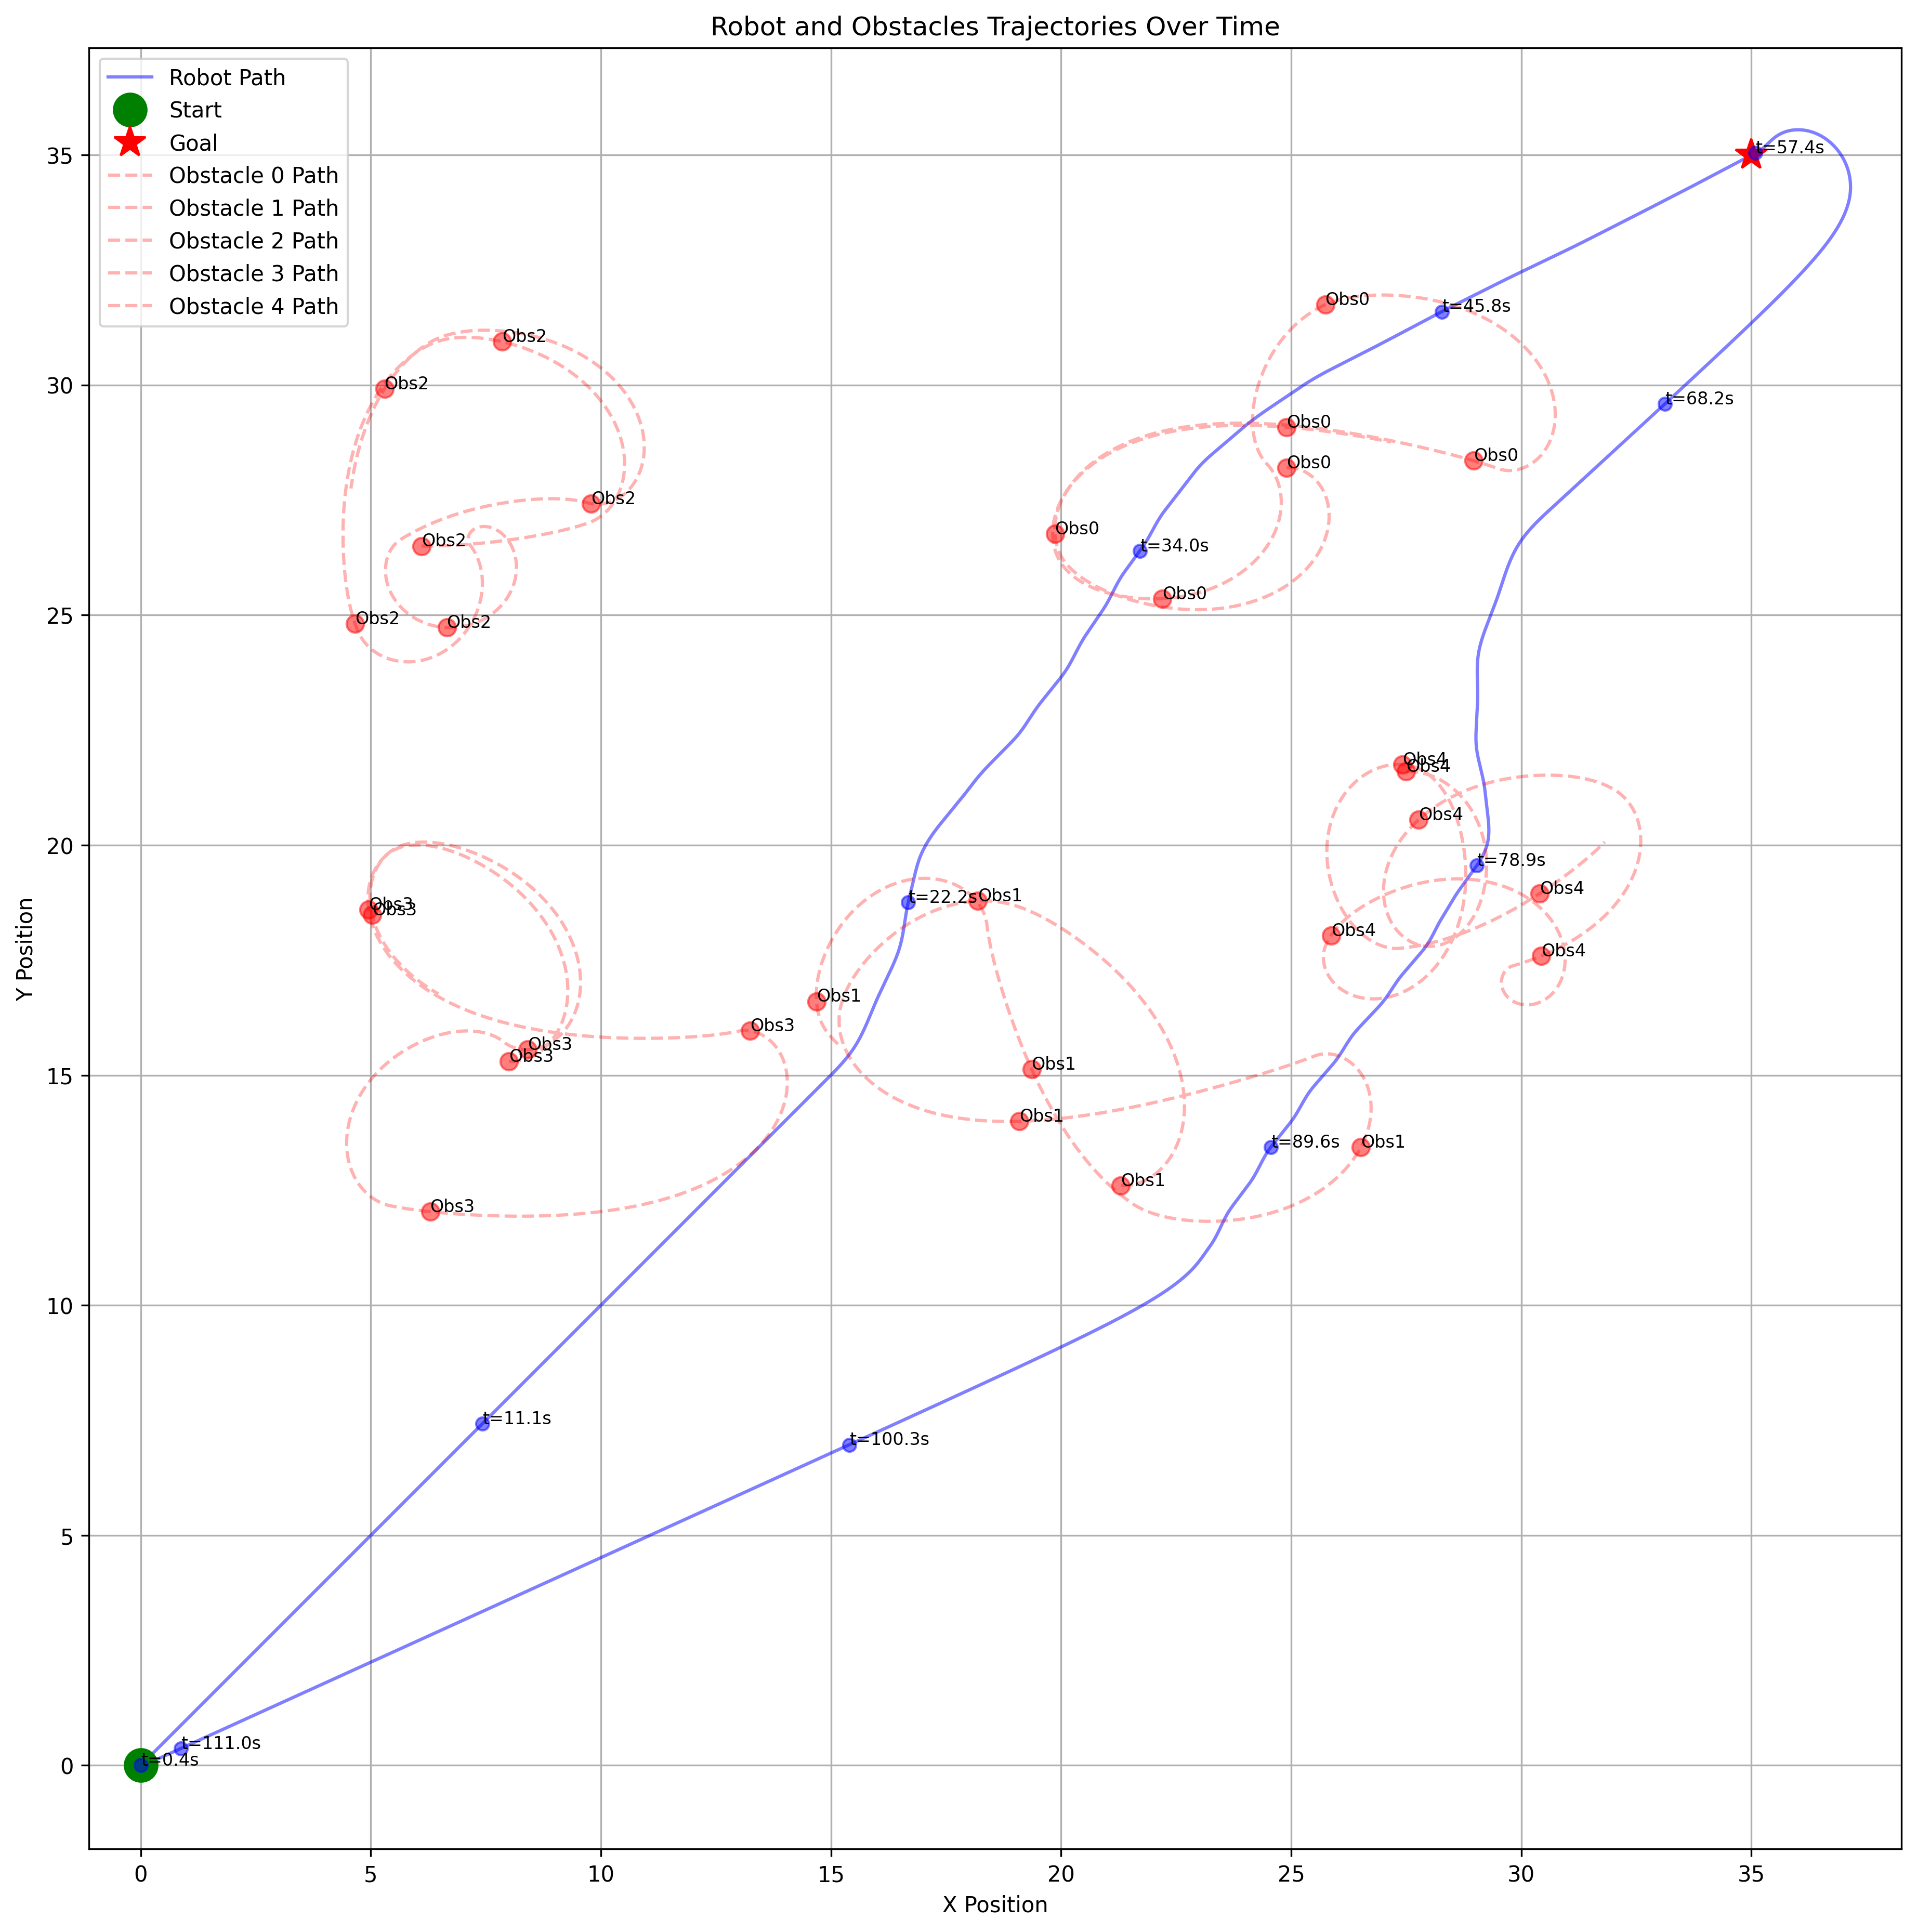 Robot and Obstacles Trajectories Over Time
Robot Path
Start
Goal
Obstacle 0 Path
Obstacle 1 Path
Obstacle 2 Path
Obstacle 3 Path
Obstacle 4 Path
35
30
25
20
15
10
5
0
Y Position
t=57.4s
Obs0
t=45.8s
Obs2
Obs2
t=68.2s
Obs0
Obs0
Obs0
Obs2
Obs0
Obs2
t=34.0s
Obs0
Obs2
Obs2
Obs4
Obs4
Obs4
t=78.9s
Obs4
Obs3
Obs3
t=22.2s
Obs1
Obs4
Obs4
Obs1
Obs3
Obs3
Obs3
Obs1
Obs1
t=89.6s
Obs1
Obs1
Obs3
t=11.1s
t=100.3s
t=111.0s
t=0.4s
0
5
10
15
20
25
30
35
X Position